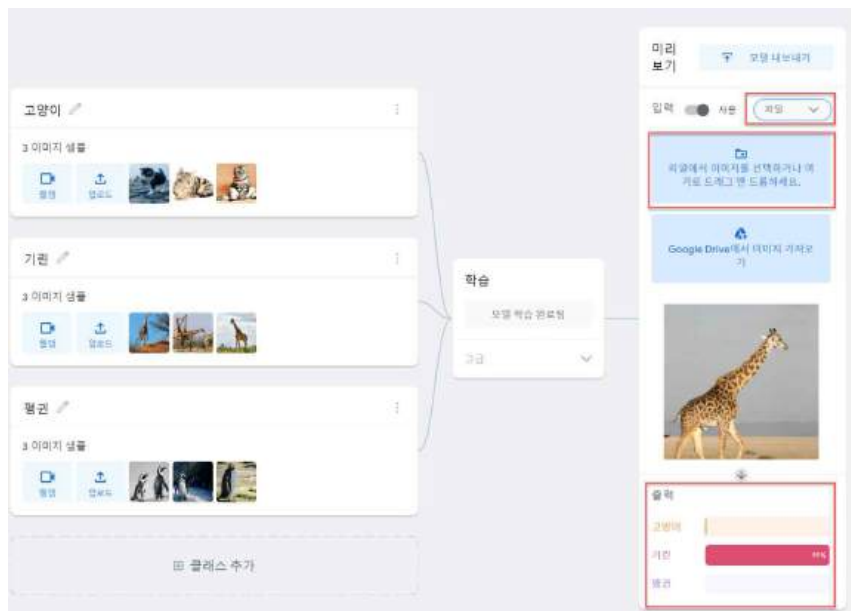 고양이
3 이미지 샘플
웹캠
업로드
기린
3 이미지 샘플
웹캠
업로드
펭귄
3 이미지 샘플
웹캠
업로드
클래스 추가
학습
모델 학습 완료됨
고급
미리
보기
모델 내보내기
입력
사용
파일
파일에서 이미지를 선택하거나 여
기로 드래그 앤 드롭하세요.
Google Drive에서 이미지 가져오
기
출력
고양이
기린
99%
펭귄